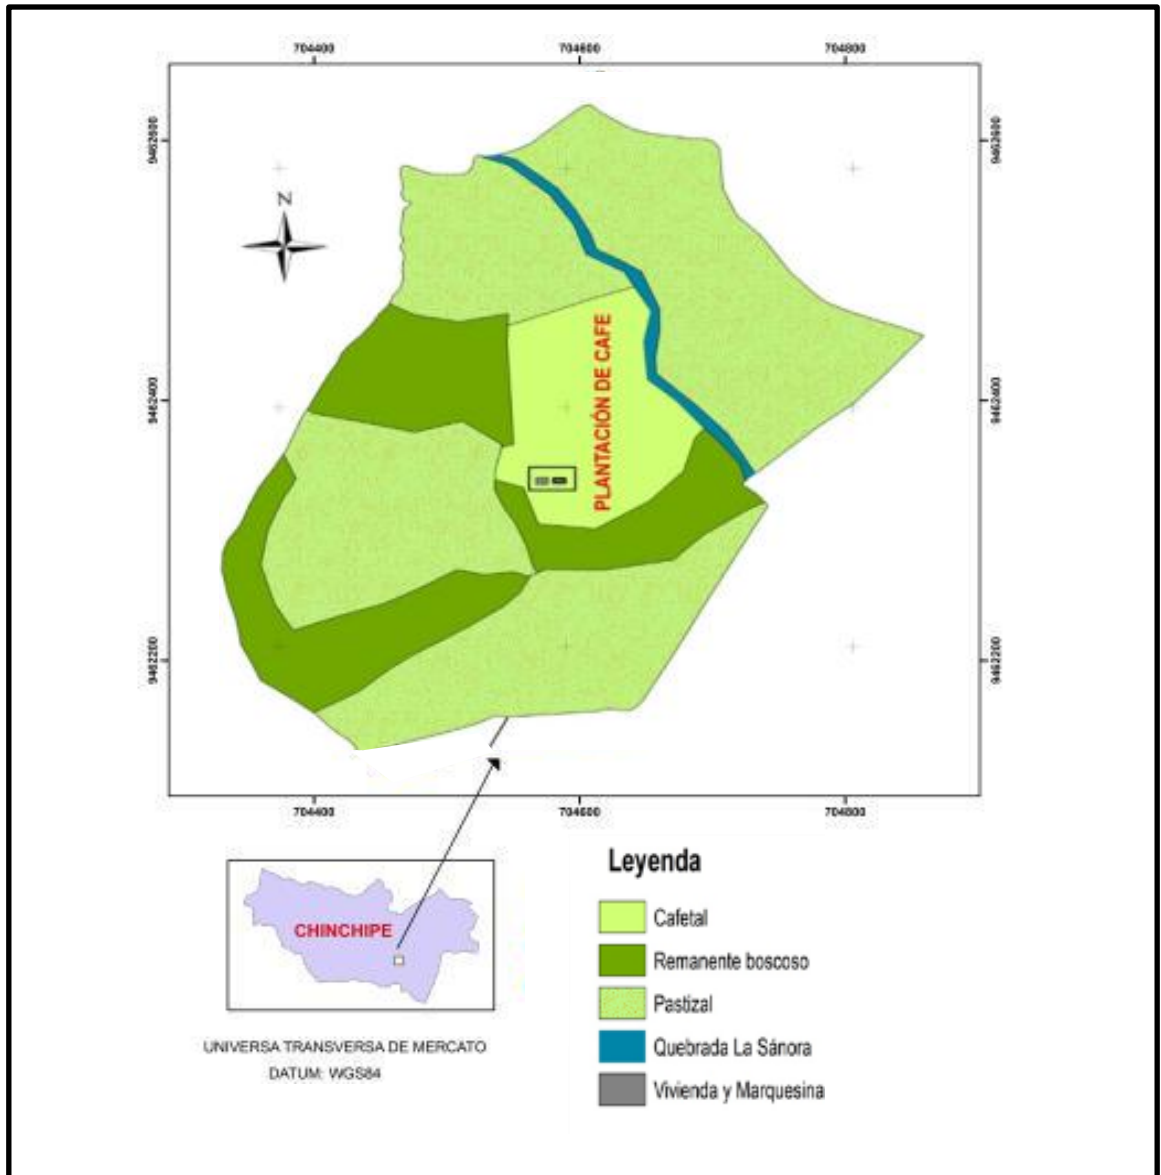 704400 704600 704800
9462600 9462600
N
PLANTACIÓN DE CAFE
9462400 9462400
9462200 9462200
704400 704600 704800
CHINCHIPE
UNIVERSA TRANSVERSA DE MERCATO
DATUM: WGS84
Leyenda
Cafetal
Remanente boscoso
Pastizal
Quebrada La Sánora
Vivienda y Marquesina